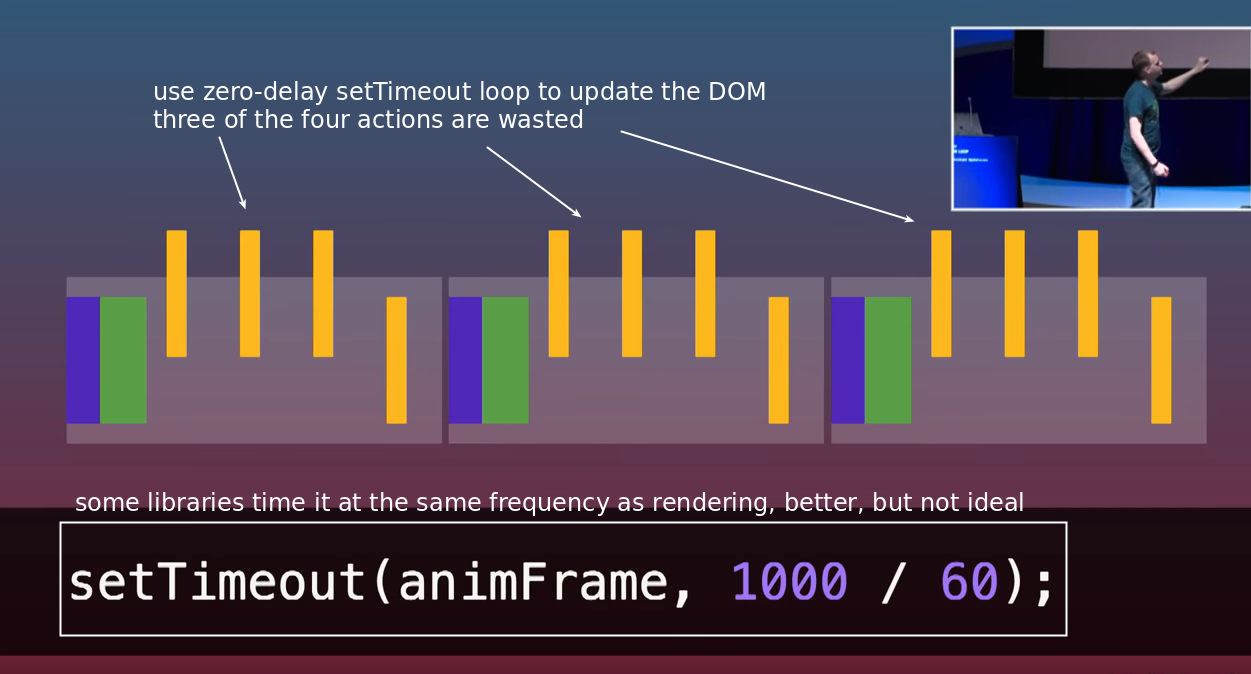 use zero-delay setTimeout loop to update the DOM
three of the four actions are wasted
some libraries time it at the same frequency as rendering, better, but not ideal
setTimeout(animFrame, 1000 / 60);